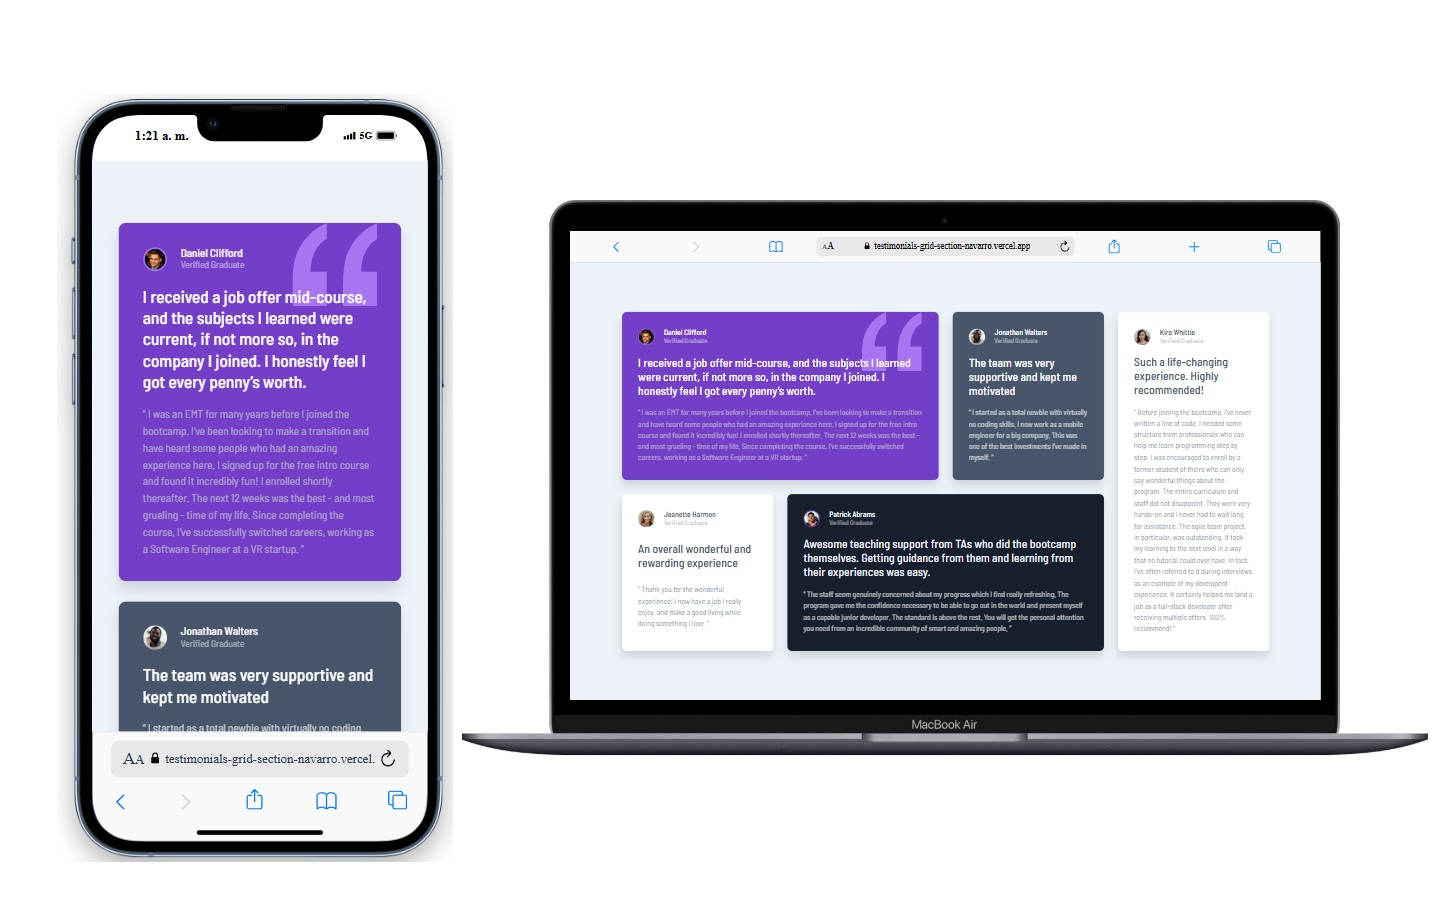 1:21 a. m.
5G
Daniel Clifford
Verified Graduate
I received a job offer mid-course,
and the subjects I learned were
current, if not more so, in the
company I joined. I honestly feel I
got every penny’s worth.
“ I was an EMT for many years before I joined the
bootcamp. I’ve been looking to make a transition and
have heard some people who had an amazing
experience here. I signed up for the free intro course
and found it incredibly fun! I enrolled shortly
thereafter. The next 12 weeks was the best - and most
grueling - time of my life. Since completing the
course, I’ve successfully switched careers, working as
a Software Engineer at a VR startup. ”
Jonathan Walters
Verified Graduate
The team was very supportive and
kept me motivated
“ I started as a total newbie with virtually no coding
AA testimonials-grid-section-navarro.vercel.
AA testimonials-grid-section-navarro.vercel.app
Daniel Clifford
Verified Graduate
I received a job offer mid-course, and the subjects I learned
were current, if not more so, in the company I joined. I
honestly feel I got every penny’s worth.
“ I was an EMT for many years before I joined the bootcamp. I’ve been looking to make a transition
and have heard some people who had an amazing experience here. I signed up for the free intro
course and found it incredibly fun! I enrolled shortly thereafter. The next 12 weeks was the best -
and most grueling - time of my life. Since completing the course, I’ve successfully switched
careers, working as a Software Engineer at a VR startup. ”
Jonathan Walters
Verified Graduate
The team was very
supportive and kept me
motivated
“ I started as a total newbie with virtually
no coding skills. I now work as a mobile
engineer for a big company. This was
one of the best investments I’ve made in
myself. ”
Kira Whittle
Verified Graduate
Such a life-changing
experience. Highly
recommended!
“ Before joining the bootcamp, I’ve never
written a line of code. I needed some
structure from professionals who can
help me learn programming step by
step. I was encouraged to enroll by a
former student of theirs who can only
say wonderful things about the
program. The entire curriculum and
staff did not disappoint. They were very
hands-on and I never had to wait long
for assistance. The agile team project,
in particular, was outstanding. It took
my learning to the next level in a way
that no tutorial could ever have. In fact,
I’ve often referred to it during interviews
as an example of my developent
experience. It certainly helped me land a
job as a full-stack developer after
receiving multiple offers. 100%
recommend! ”
Jeanette Harmon
Verified Graduate
An overall wonderful and
rewarding experience
“ Thank you for the wonderful
experience! I now have a job I really
enjoy, and make a good living while
doing something I love. ”
Patrick Abrams
Verified Graduate
Awesome teaching support from TAs who did the bootcamp
themselves. Getting guidance from them and learning from
their experiences was easy.
“ The staff seem genuinely concerned about my progress which I find really refreshing. The
program gave me the confidence necessary to be able to go out in the world and present myself
as a capable junior developer. The standard is above the rest. You will get the personal attention
you need from an incredible community of smart and amazing people. ”
MacBook Air